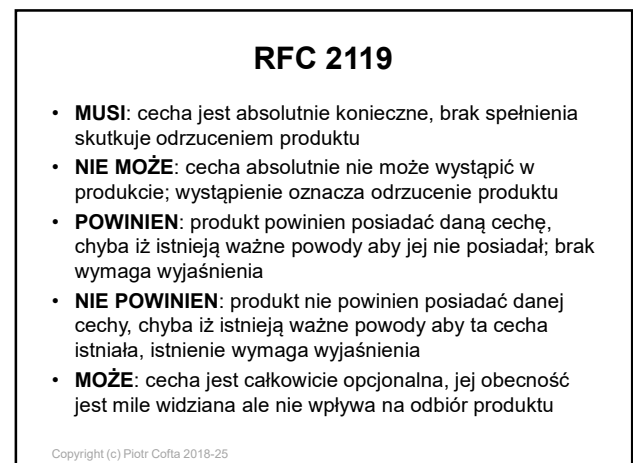 RFC 2119
• MUSI: cecha jest absolutnie konieczne, brak spełnienia
skutkuje odrzuceniem produktu
• NIE MOŻE: cecha absolutnie nie może wystąpić w
produkcie; wystąpienie oznacza odrzucenie produktu
• POWINIEN: produkt powinien posiadać daną cechę,
chyba iż istnieją ważne powody aby jej nie posiadał; brak
wymaga wyjaśnienia
• NIE POWINIEN: produkt nie powinien posiadać danej
cechy, chyba iż istnieją ważne powody aby ta cecha
istniała, istnienie wymaga wyjaśnienia
• MOŻE: cecha jest całkowicie opcjonalna, jej obecność
jest mile widziana ale nie wpływa na odbiór produktu
Copyright (c) Piotr Cofta 2018-25